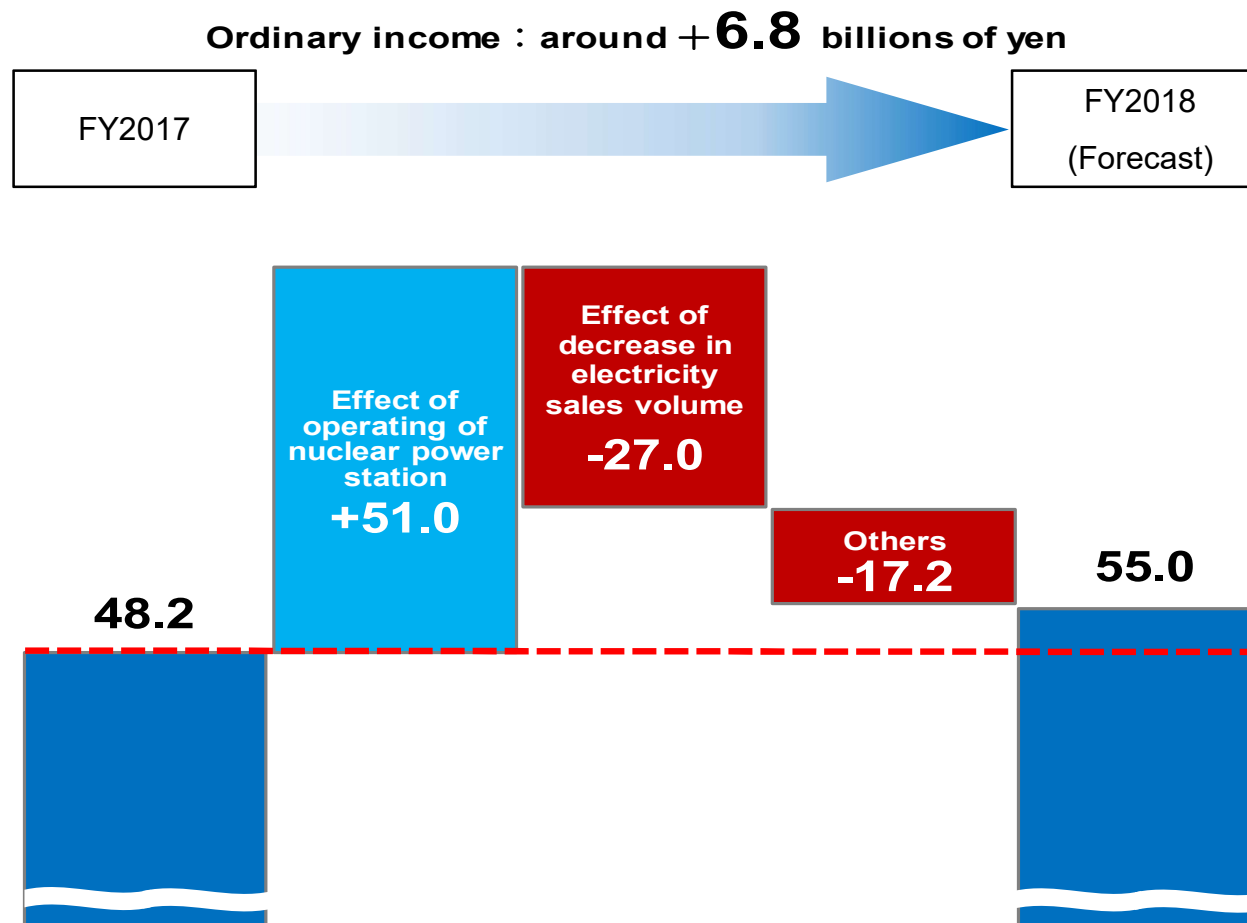 Ordinary income：around ＋6.8 billions of yen
FY2017
FY2018
(Forecast)
Effect of
operating of
nuclear power
station
+51.0
Effect of
decrease in
electricity
sales volume
-27.0
Others
-17.2
48.2
55.0